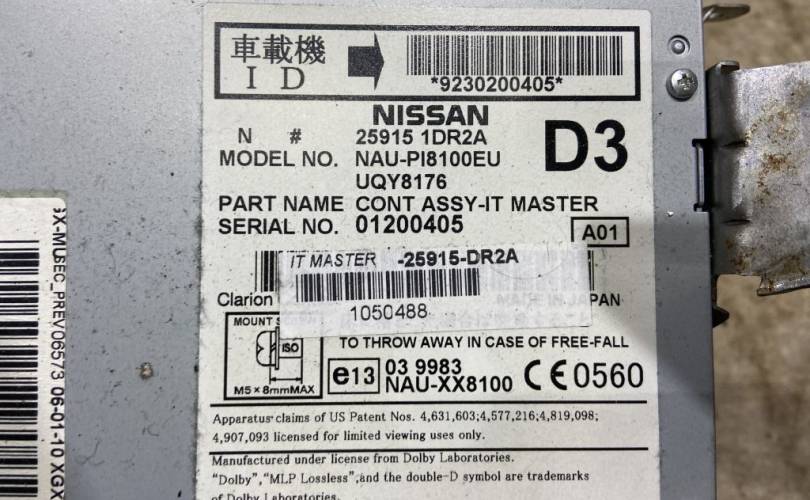 車載機
ID
*9230200405*
NISSAN
N # 25915 1DR2A
D3
MODEL NO. NAU-PI8100EU
UQY8176
PART NAME CONT ASSY-IT MASTER
SERIAL NO. 01200405
A01
IT MASTER -25915-DR2A
1050488
Clarion
PAN
MOUNT S
ISO
M5×8mmMAX
TO THROW AWAY IN CASE OF FREE-FALL
e13 03 9983
NAU-XX8100 CE0560
Apparatus claims of US Patent Nos. 4,631,603;4,577,216;4,819,098;
4,907,093 licensed for limited viewing uses only.
Manufactured under license from Dolby Laboratories.
"Dolby","MLP Lossless",and the double-D symbol are trademarks
of Dolby Laboratories.
06-01-10 XGX